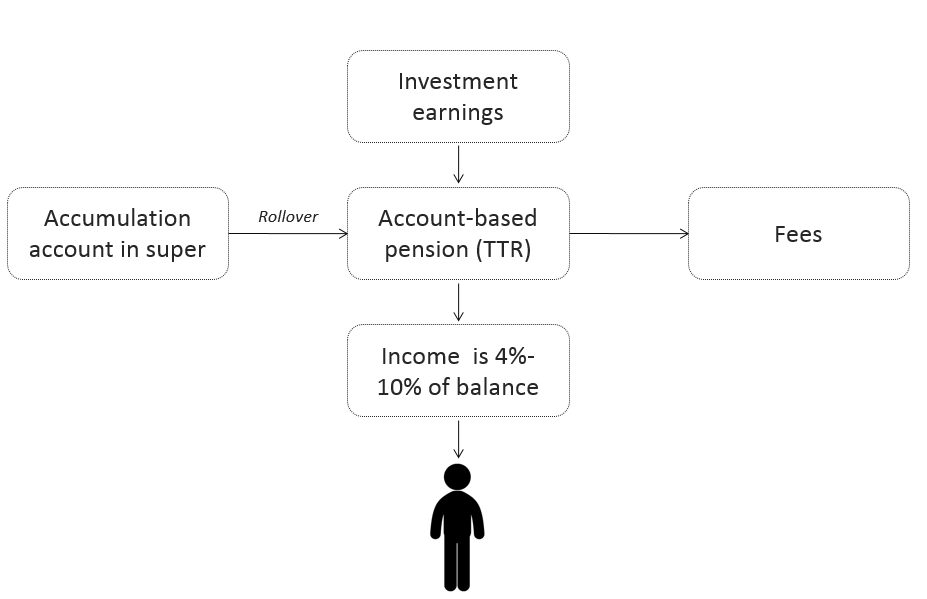 Investment
earnings
Accumulation
account in super
Rollover
Account-based
pension (TTR)
Fees
Income  is 4%-
10% of balance